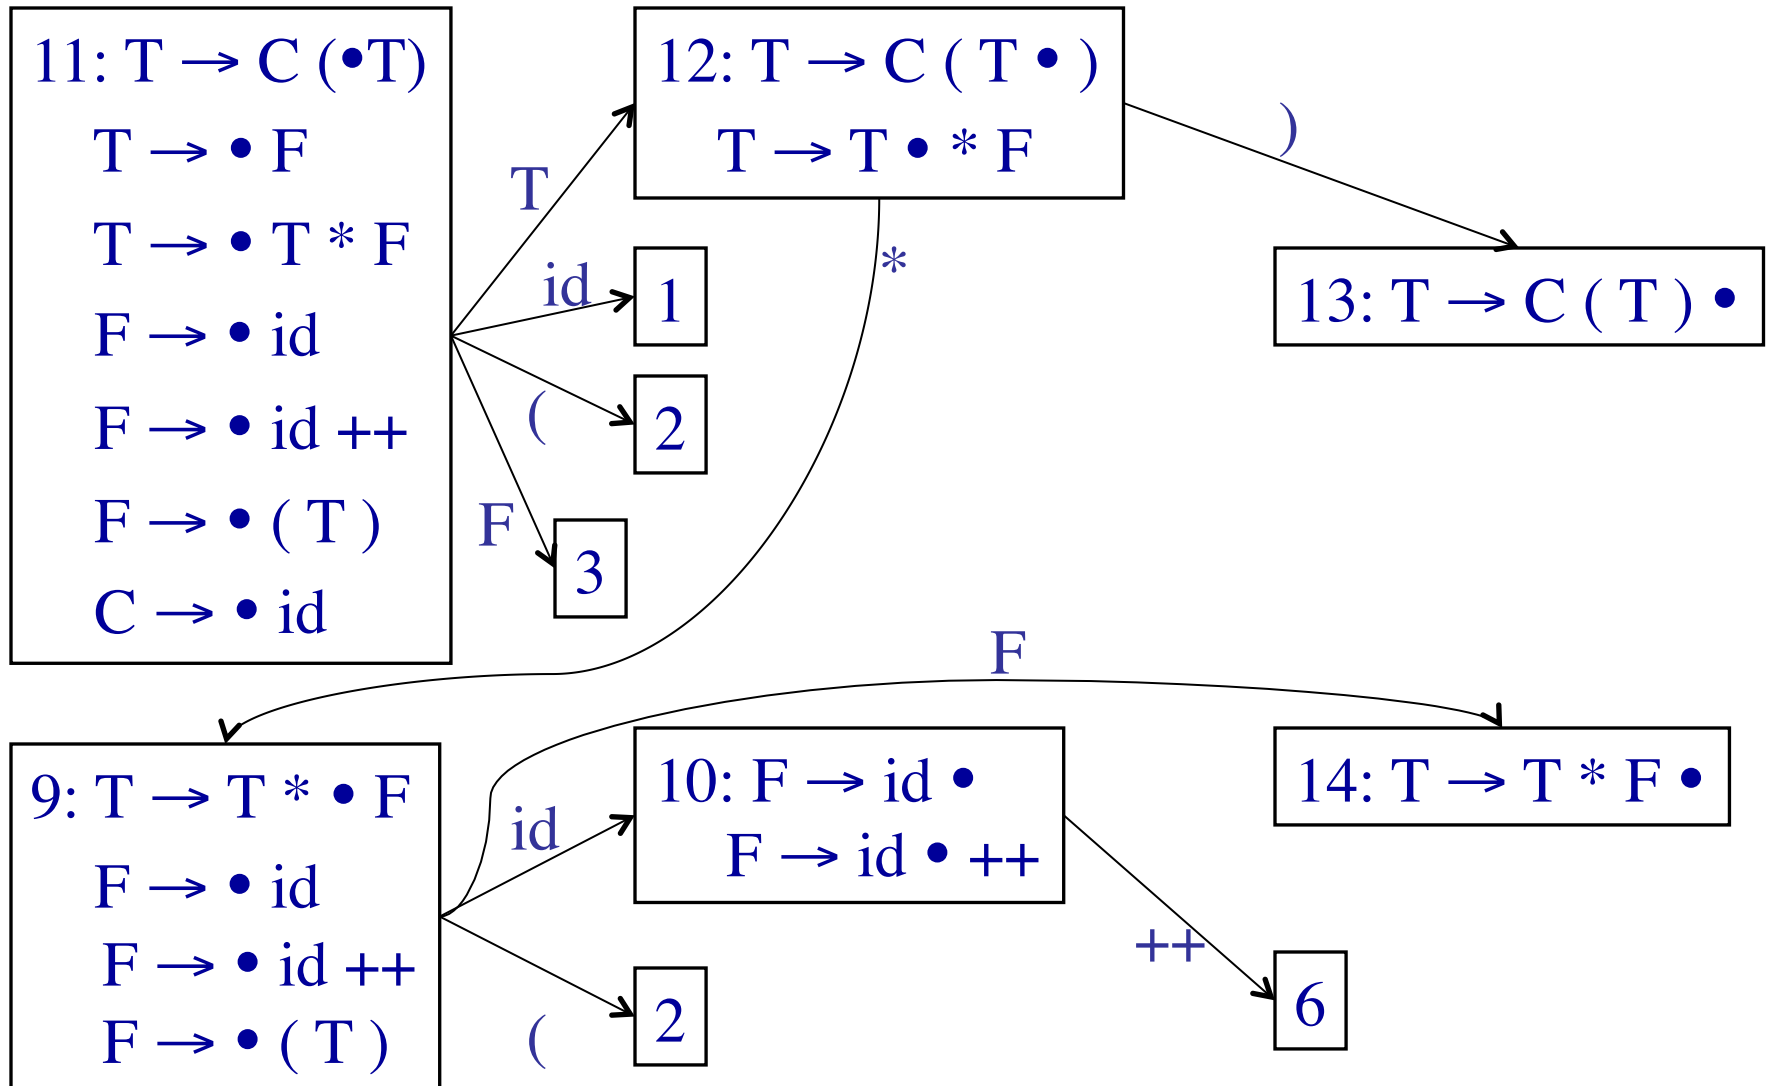 11: T → C (•T)
T → • F
T → • T * F
F → • id
F → • id ++
F → • ( T )
C → • id
T
id
(
F
12: T → C ( T • )
T → T • * F
)
*
1
2
3
13: T → C ( T ) •
9: T → T * • F
F → • id
F → • id ++
F → • ( T )
F
id
(
10: F → id •
F → id • ++
++
2
6
14: T → T * F •